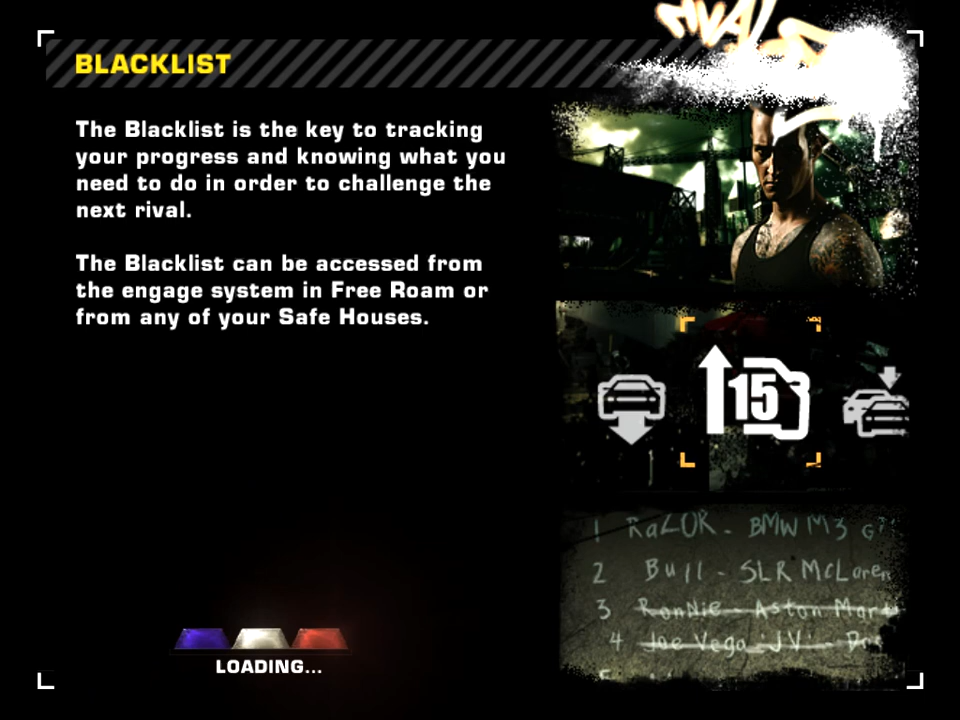 RIVAL
BLACKLIST
The Blacklist is the key to tracking
your progress and knowing what you
need to do in order to challenge the
next rival.
The Blacklist can be accessed from
the engage system in Free Roam or
from any of your Safe Houses.
15
1 RaZOR - BMW M3
2 Bull - SLR McLaren
3 RonNie - Aston Mart
4 Joe Vega 'JV' -
LOADING...